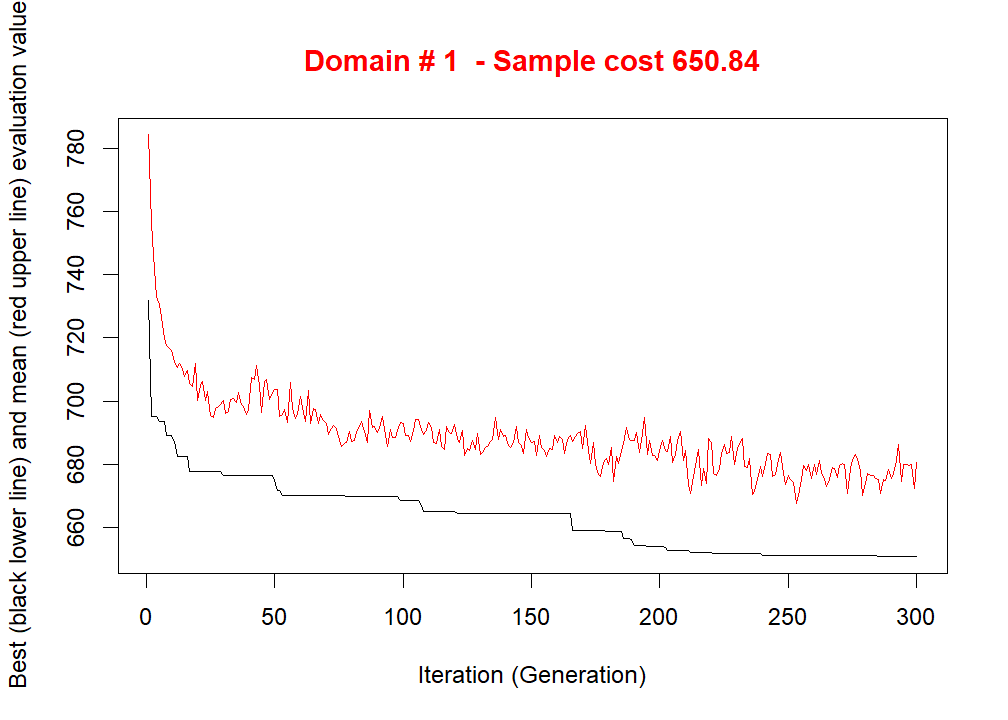 Domain # 1 - Sample cost 650.84
Best (black lower line) and mean (red upper line) evaluation value
780
760
740
720
700
680
660
0 50 100 150 200 250 300
Iteration (Generation)